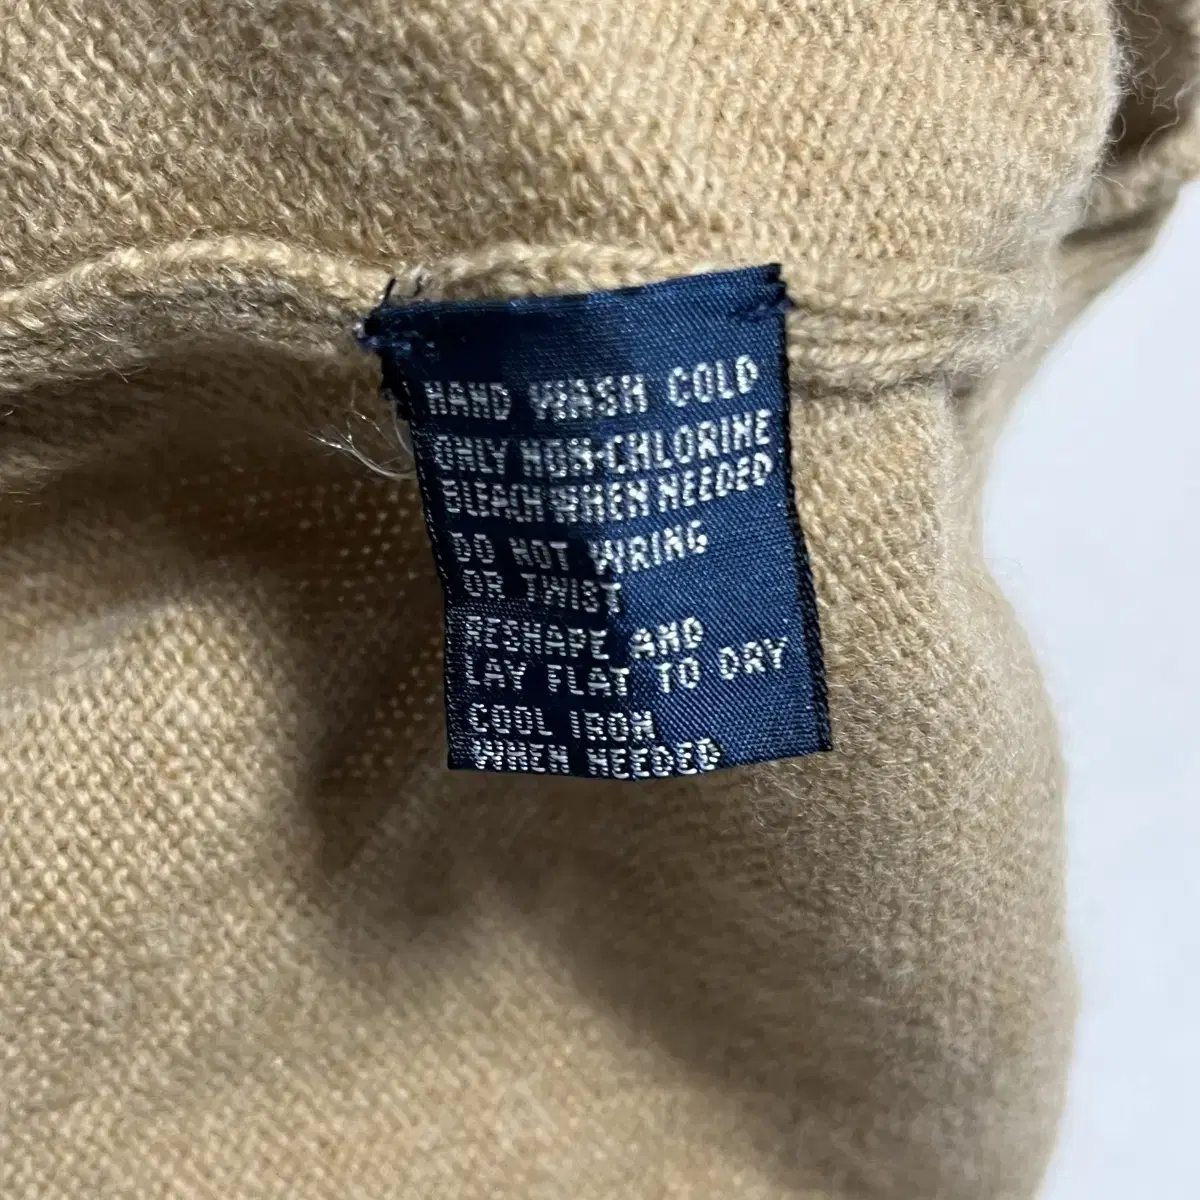 HAND WASH COLD
ONLY NON-CHLORINE
BLEACH WHEN NEEDED
DO NOT WRING
OR TWIST
RESHAPE AND
LAY FLAT TO DRY
COOL IRON
WHEN NEEDED